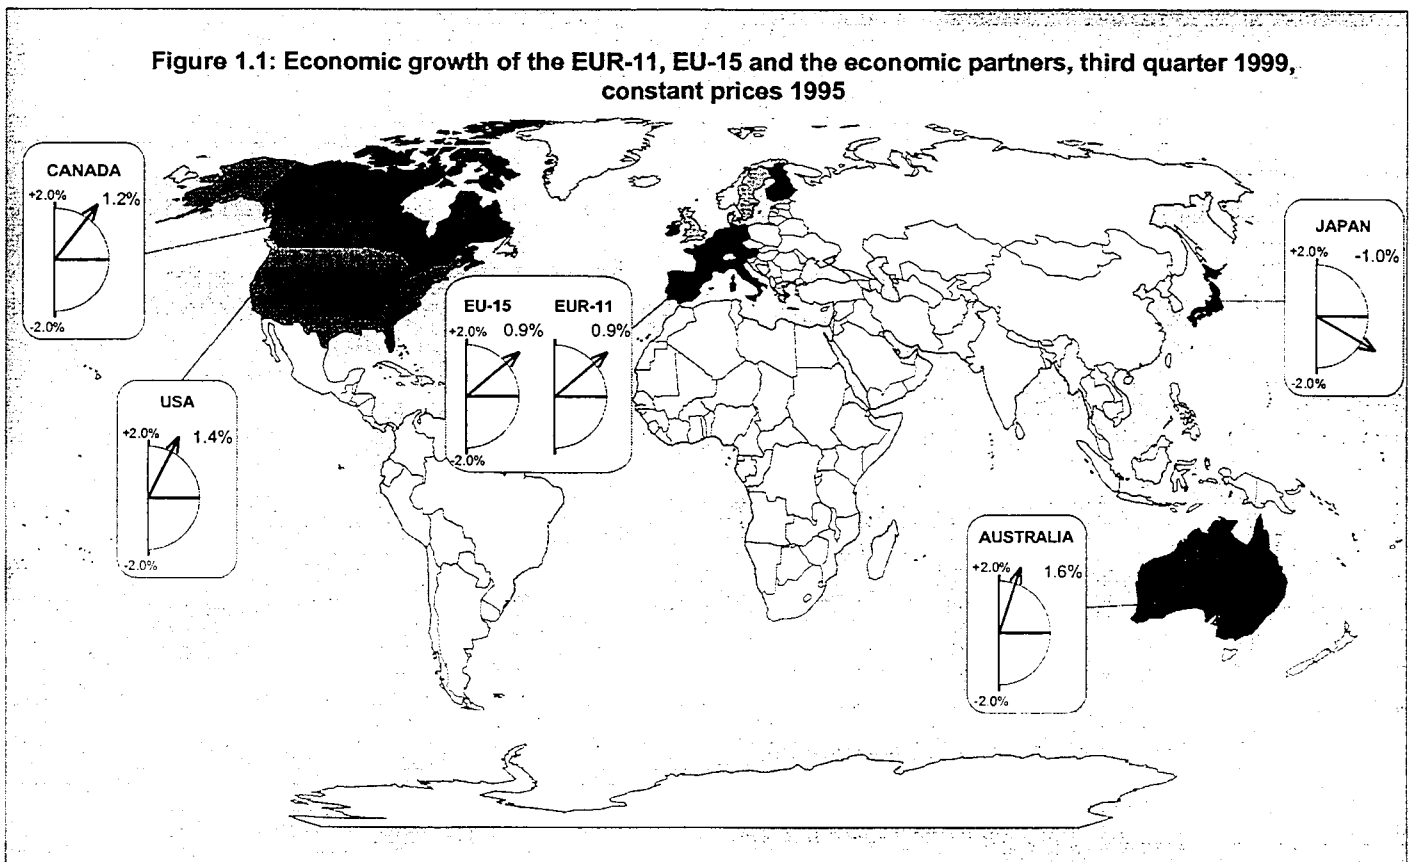 Figure 1.1: Economic growth of the EUR-11, EU-15 and the economic partners, third quarter 1999,
constant prices 1995
CANADA
+2.0%
1.2%
-2.0%
USA
+2.0%
1.4%
-2.0%
EU-15
EUR-11
+2.0%
0.9%
0.9%
-2.0%
JAPAN
+2.0%
-1.0%
-2.0%
AUSTRALIA
+2.0%
1.6%
-2.0%